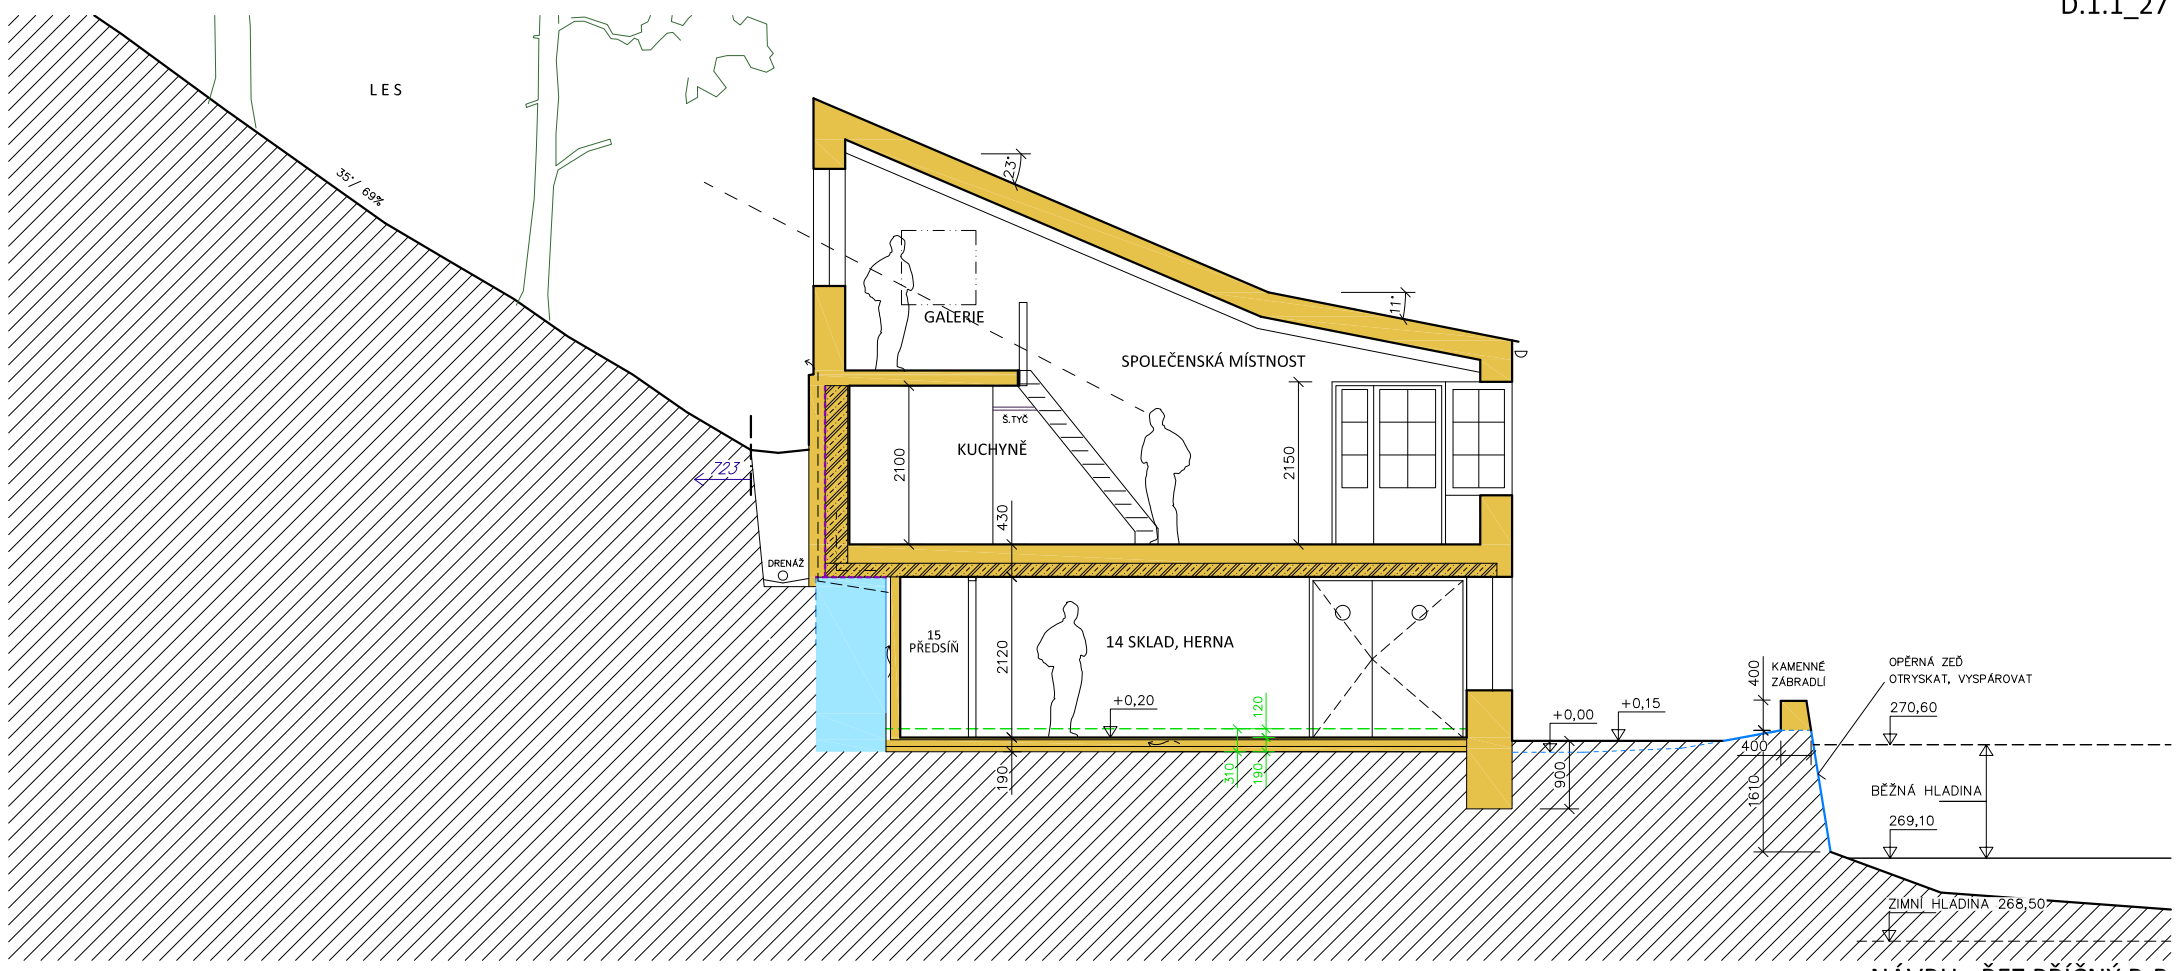 D.1.1_27
LES
35°/ 69%
23°
11°
GALERIE
SPOLEČENSKÁ MÍSTNOST
Š.TYČ
KUCHYNĚ
2100
2150
723
430
DRENÁŽ
15
PŘEDSÍŇ
14 SKLAD, HERNA
2120
+0,20
120
310
190
190
+0,00
+0,15
900
400
KAMENNÉ
ZÁBRADLÍ
OPĚRNÁ ZEĎ
OTRYSKAT, VYSPÁROVAT
270,60
400
1610
BĚŽNÁ HLADINA
269,10
ZIMNÍ HLADINA 268,50